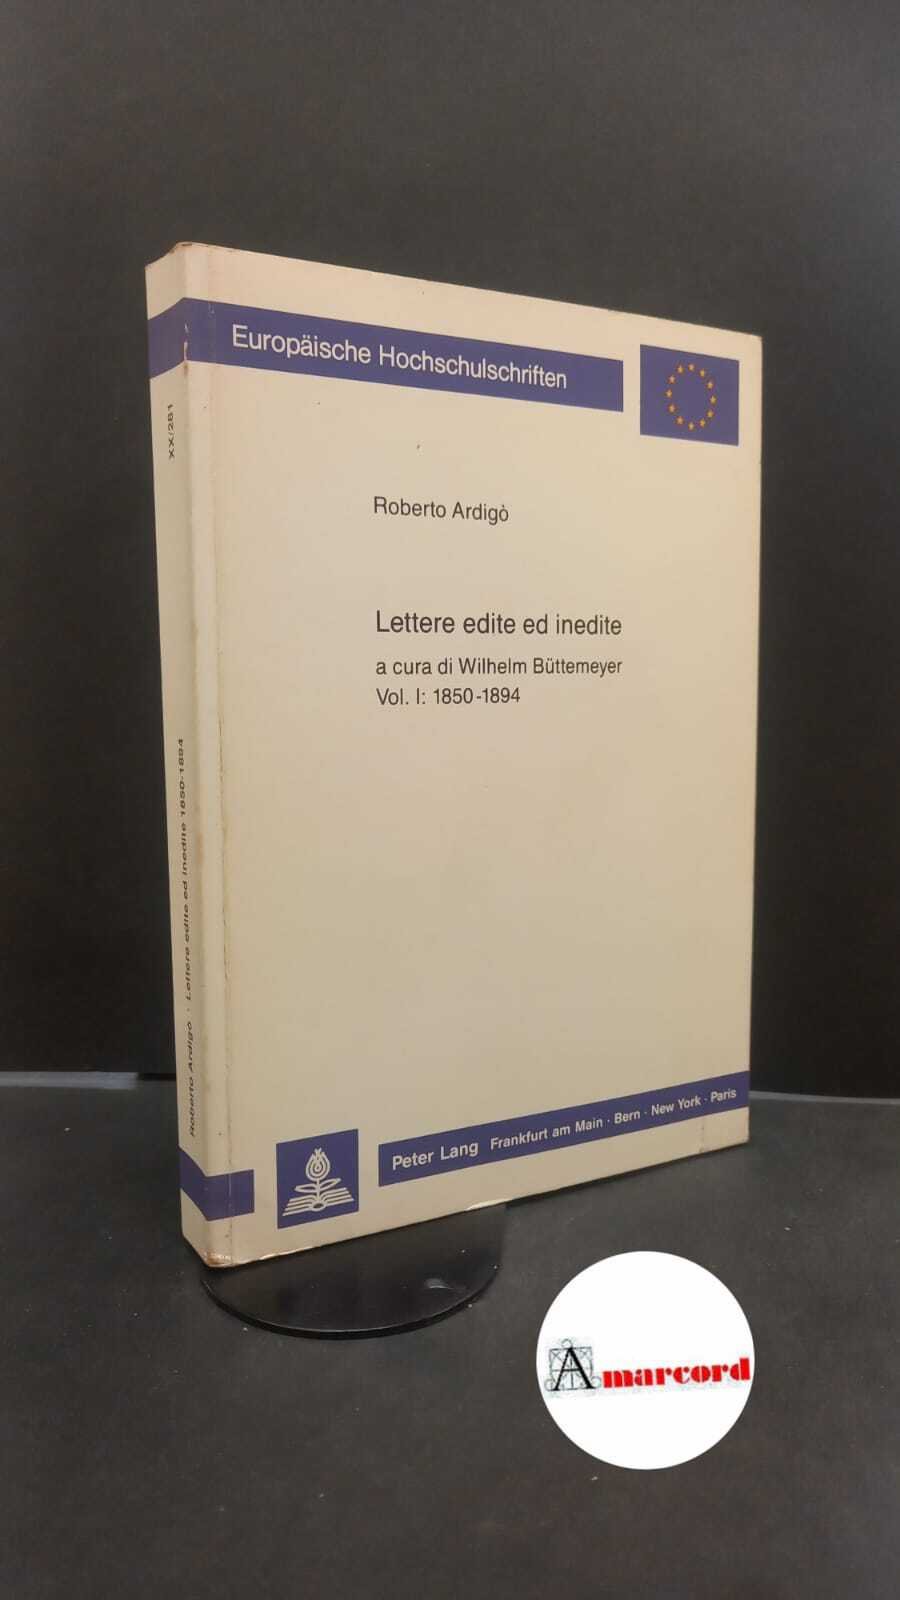 Europäische Hochschulschriften
Roberto Ardigò
Lettere edite ed inedite
a cura di Wilhelm Büttemeyer
Vol. I: 1850-1894
Peter Lang Frankfurt am Main · Bern · New York · Paris
XX/281
Roberto Ardigò · Lettere edite ed inedite 1850-1894
Amarcord